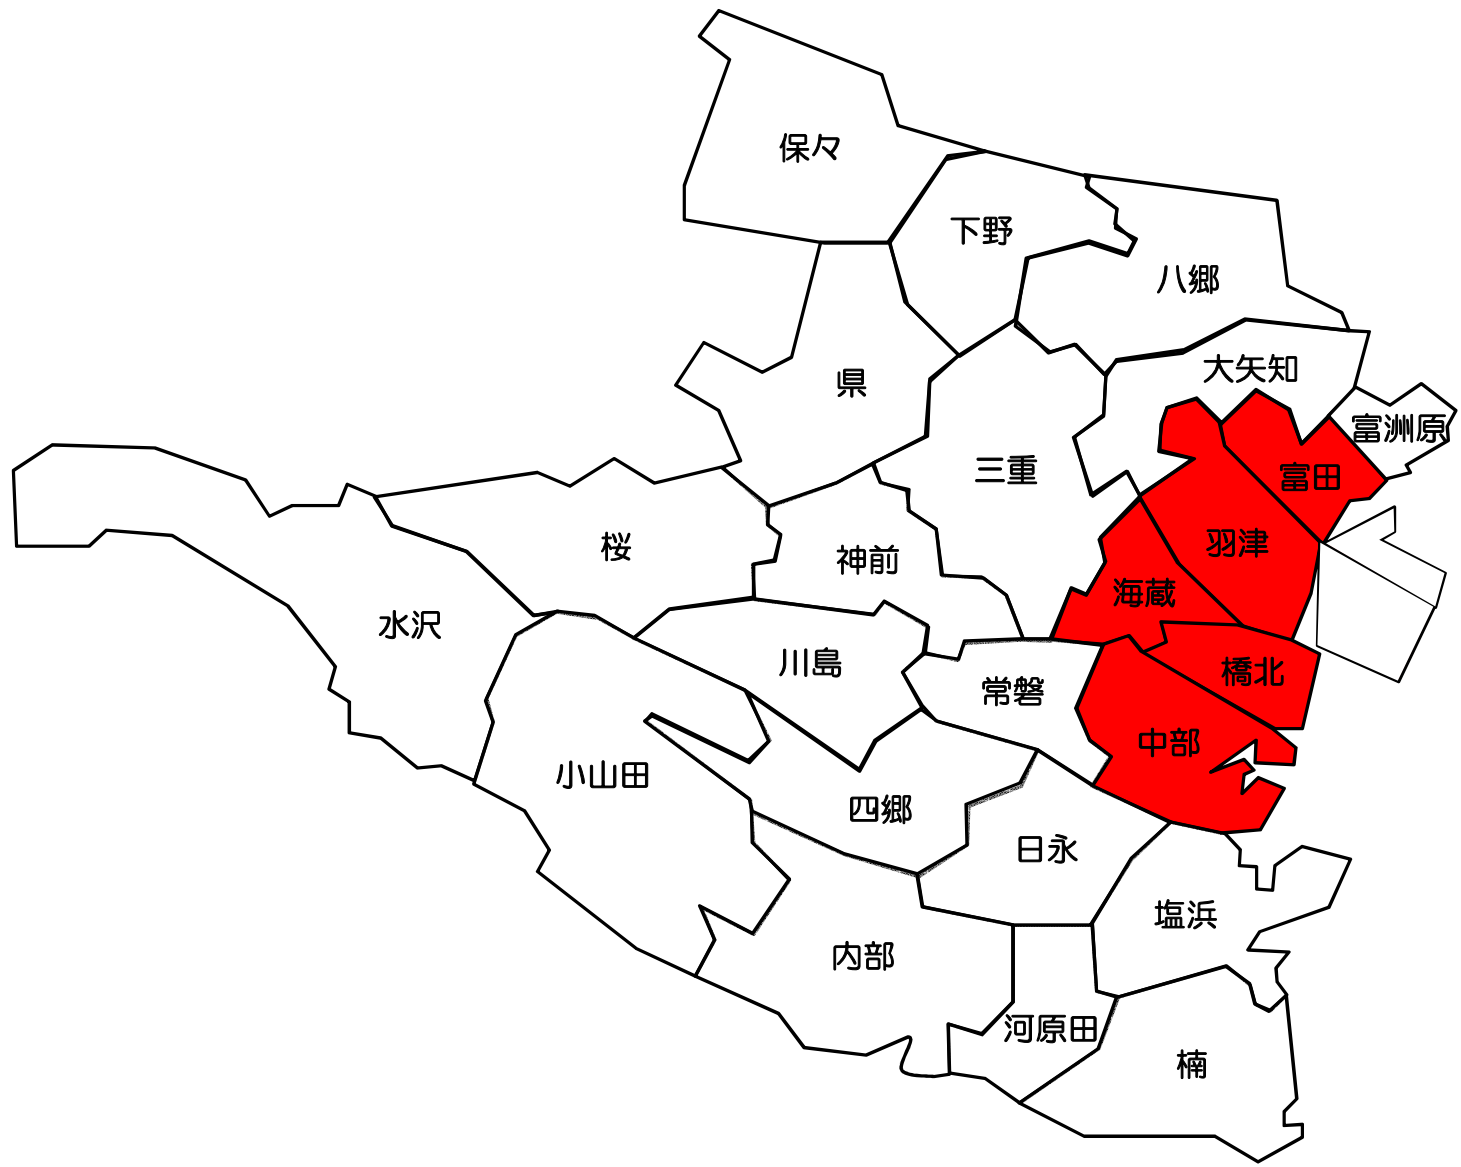 保々
下野
八郷
大矢知
県
富洲原
三重
富田
桜
羽津
神前
海蔵
水沢
川島
橋北
常磐
中部
小山田
四郷
日永
塩浜
内部
河原田
楠